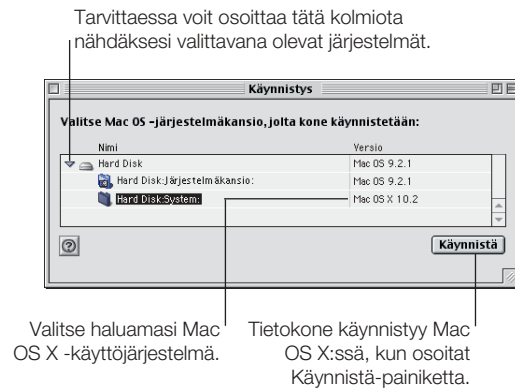 Tarvittaessa voit osoittaa tätä kolmiota
nähdäksesi valittavana olevat järjestelmät.
Käynnistys
Valitse Mac OS -järjestelmäkansio, jolta kone käynnistetään:
Nimi Versio
Hard Disk Mac OS 9.2.1
Hard Disk:Järjestelmäkansio: Mac OS 9.2.1
Hard Disk:System: Mac OS X 10.2
?
Käynnistä
Valitse haluamasi Mac
OS X -käyttöjärjestelmä.
Tietokone käynnistyy Mac
OS X:ssä, kun osoitat
Käynnistä-painiketta.